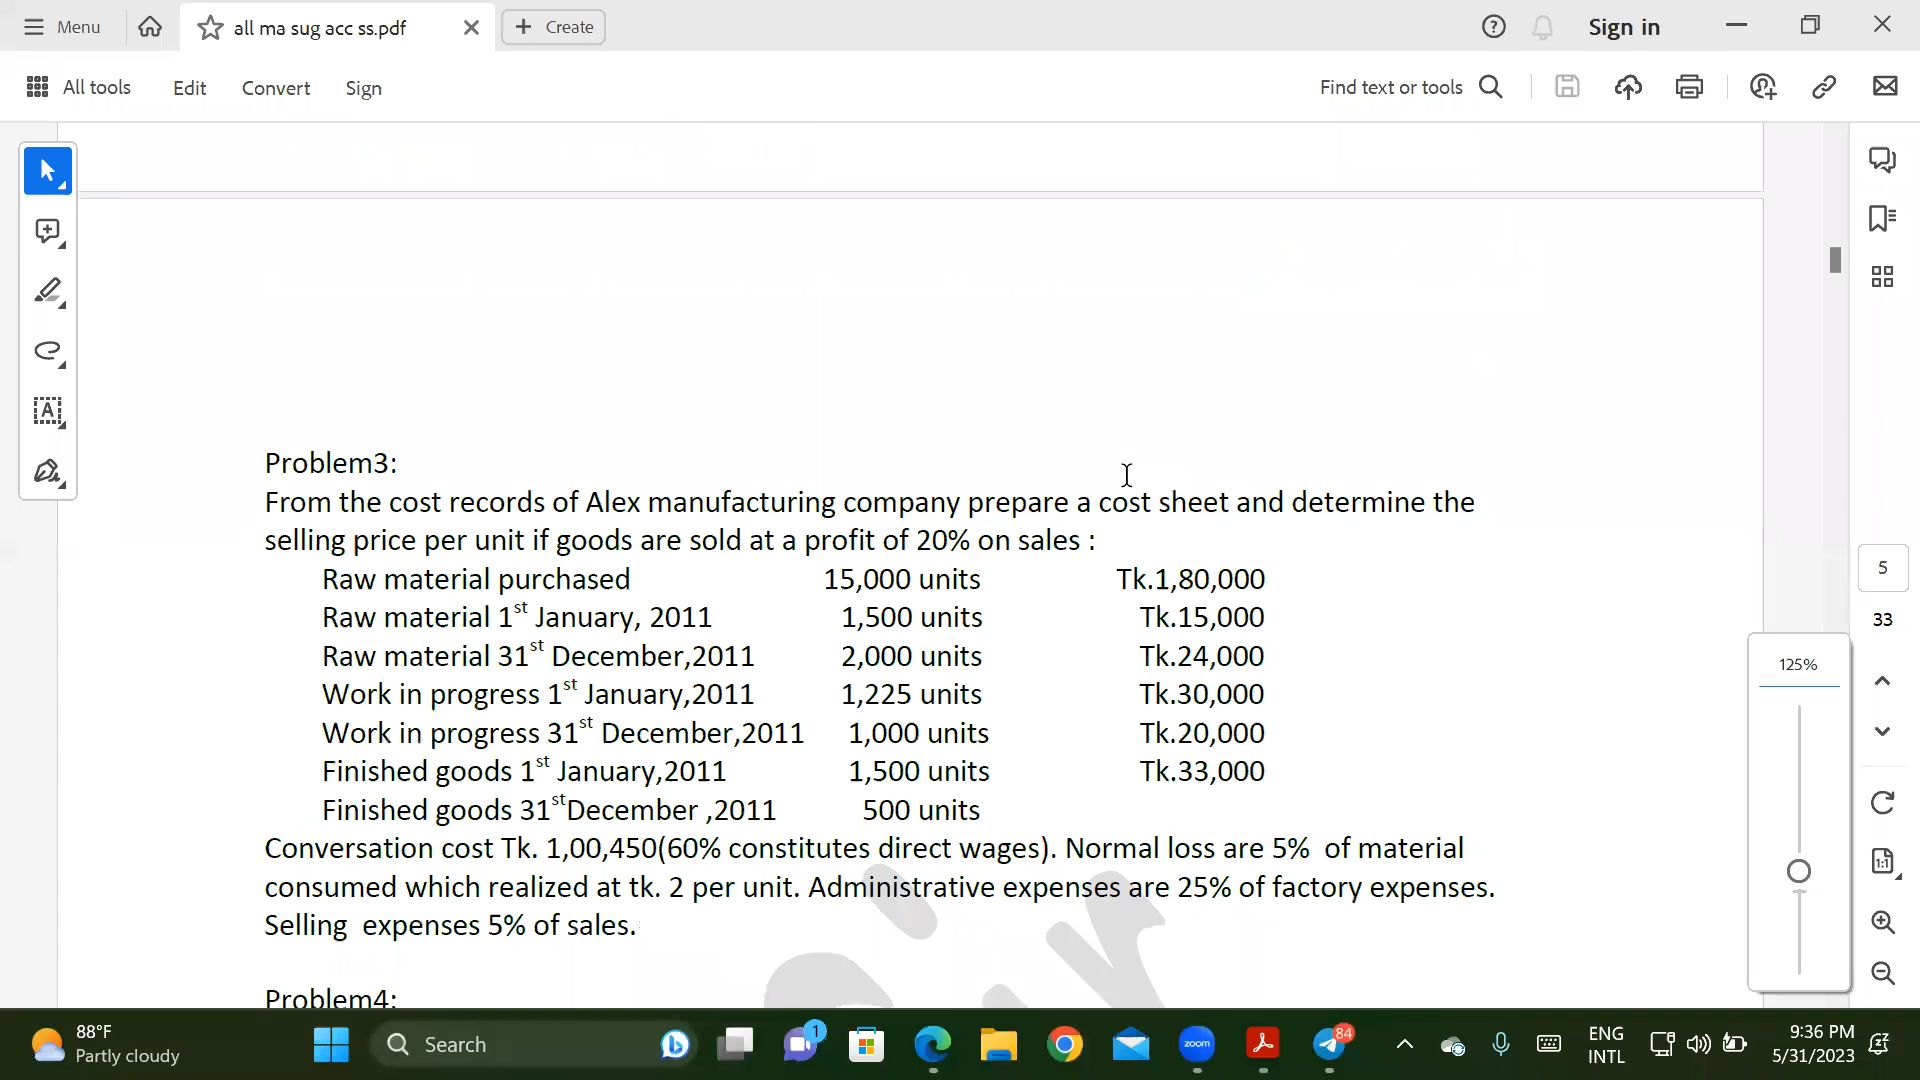 Menu
all ma sug acc ss.pdf
Create
Sign in
All tools
Edit
Convert
Sign
Find text or tools
Problem3:
From the cost records of Alex manufacturing company prepare a cost sheet and determine the
selling price per unit if goods are sold at a profit of 20% on sales :
Raw material purchased 15,000 units Tk.1,80,000
Raw material 1st January, 2011 1,500 units Tk.15,000
Raw material 31st December,2011 2,000 units Tk.24,000
Work in progress 1st January,2011 1,225 units Tk.30,000
Work in progress 31st December,2011 1,000 units Tk.20,000
Finished goods 1st January,2011 1,500 units Tk.33,000
Finished goods 31stDecember ,2011 500 units
Conversation cost Tk. 1,00,450(60% constitutes direct wages). Normal loss are 5% of material
consumed which realized at tk. 2 per unit. Administrative expenses are 25% of factory expenses.
Selling expenses 5% of sales.
Problem4:
5
33
125%
1:1
88°F
Partly cloudy
Search
1
zoom
84
ENG
INTL
9:36 PM
5/31/2023